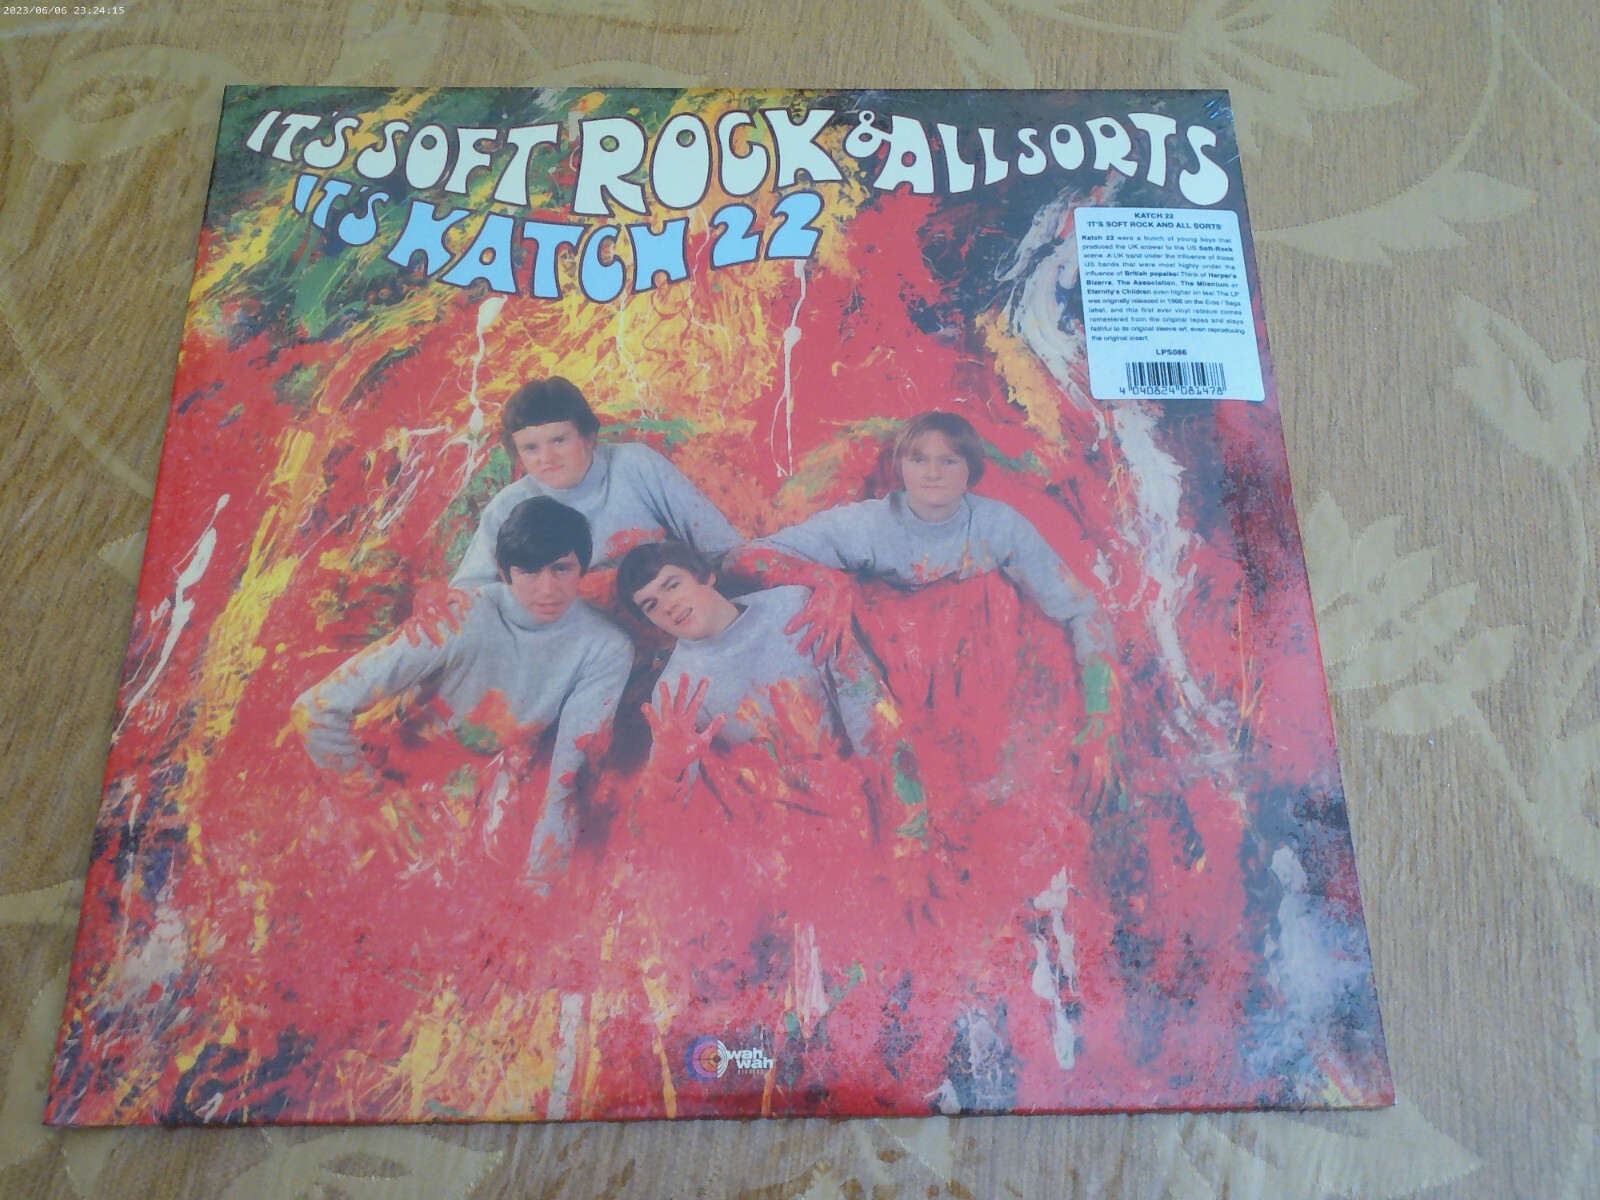 2023/06/06 23:24:15
IT'S SOFT ROCK & ALLSORTS
IT'S KATCH 22
KATCH 22
'IT'S SOFT ROCK AND ALL SORTS'
Katch 22 were a bunch of young boys that
produced the UK answer to the US Soft-Rock
scene. A UK band under the influence of those
US bands that were most highly under the
influence of British popsike! Think of Harper's
Bizarre, The Association, The Milenium or
Eternity's Children even higher on tea! The LP
was originally released in 1968 on the Eros / Saga
label, and this first ever vinyl reissue comes
remastered from the original tapes and stays
faithful to its original sleeve art, even reproducing
the original insert.
LPS086
4 040824 081478
wah
wah